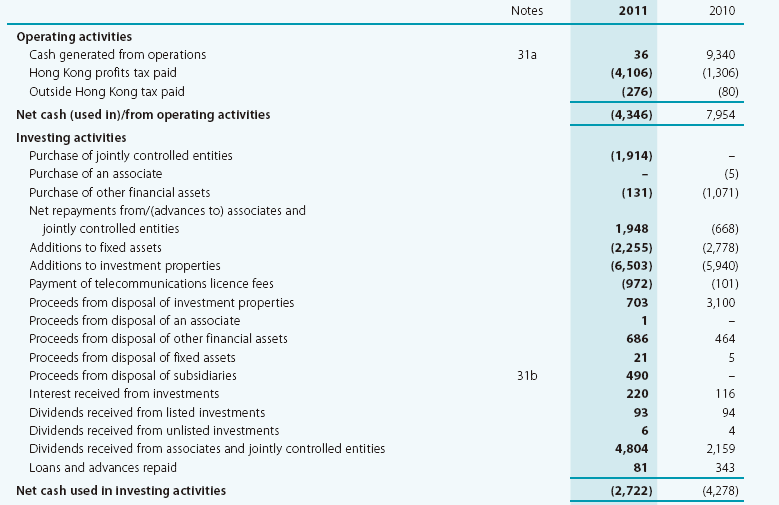 Notes 2011 2010
Operating activities
Cash generated from operations 31a 36 9,340
Hong Kong profits tax paid (4,106) (1,306)
Outside Hong Kong tax paid (276) (80)
Net cash (used in)/from operating activities (4,346) 7,954
Investing activities
Purchase of jointly controlled entities (1,914) –
Purchase of an associate – (5)
Purchase of other financial assets (131) (1,071)
Net repayments from/(advances to) associates and
jointly controlled entities 1,948 (668)
Additions to fixed assets (2,255) (2,778)
Additions to investment properties (6,503) (5,940)
Payment of telecommunications licence fees (972) (101)
Proceeds from disposal of investment properties 703 3,100
Proceeds from disposal of an associate 1 –
Proceeds from disposal of other financial assets 686 464
Proceeds from disposal of fixed assets 21 5
Proceeds from disposal of subsidiaries 31b 490 –
Interest received from investments 220 116
Dividends received from listed investments 93 94
Dividends received from unlisted investments 6 4
Dividends received from associates and jointly controlled entities 4,804 2,159
Loans and advances repaid 81 343
Net cash used in investing activities (2,722) (4,278)